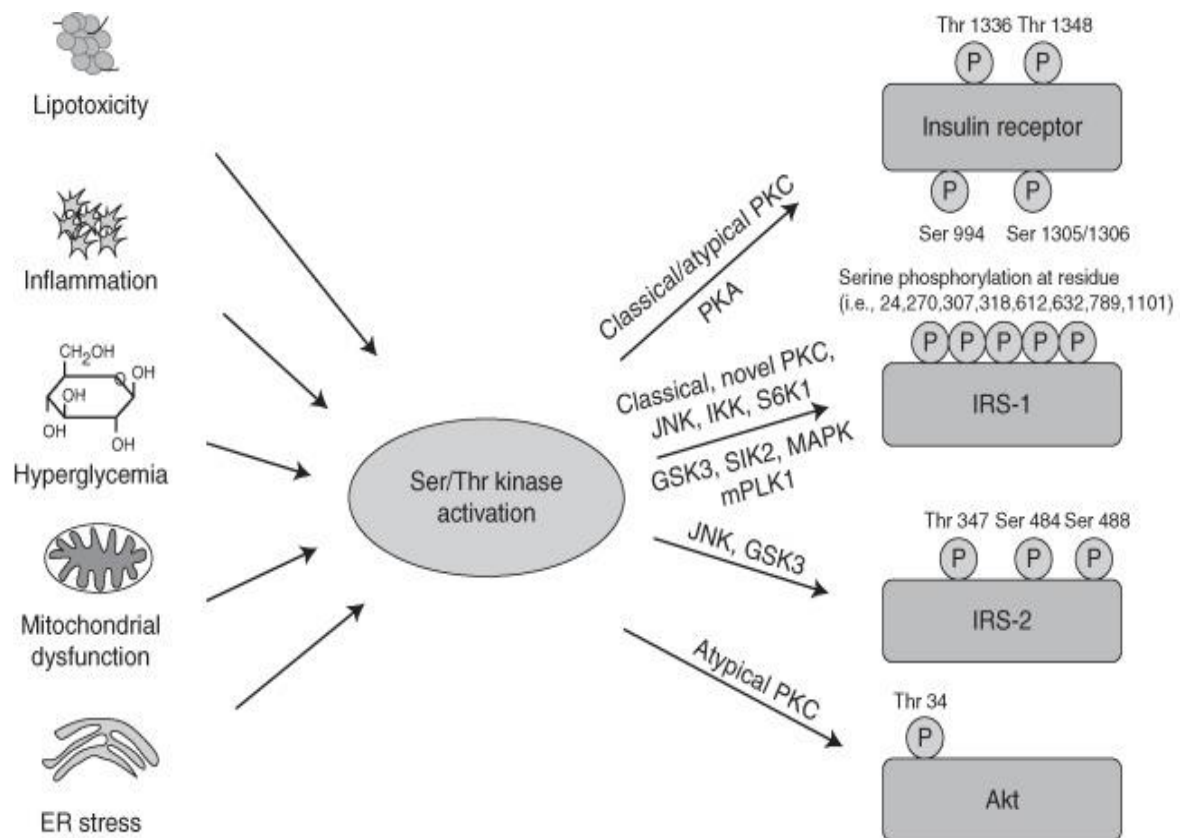 Lipotoxicity
Inflammation
CH2OH
O
OH
OH
OH
OH
Hyperglycemia
Mitochondrial
dysfunction
ER stress
Ser/Thr kinase
activation
Classical/atypical PKC
PKA
Classical, novel PKC,
JNK, IKK, S6K1
GSK3, SIK2, MAPK
mPLK1
JNK, GSK3
Atypical PKC
Thr 1336 Thr 1348
P P
Insulin receptor
P P
Ser 994 Ser 1305/1306
Serine phosphorylation at residue
(i.e., 24,270,307,318,612,632,789,1101)
P P P P P
IRS-1
Thr 347 Ser 484 Ser 488
P P P
IRS-2
Thr 34
P
Akt